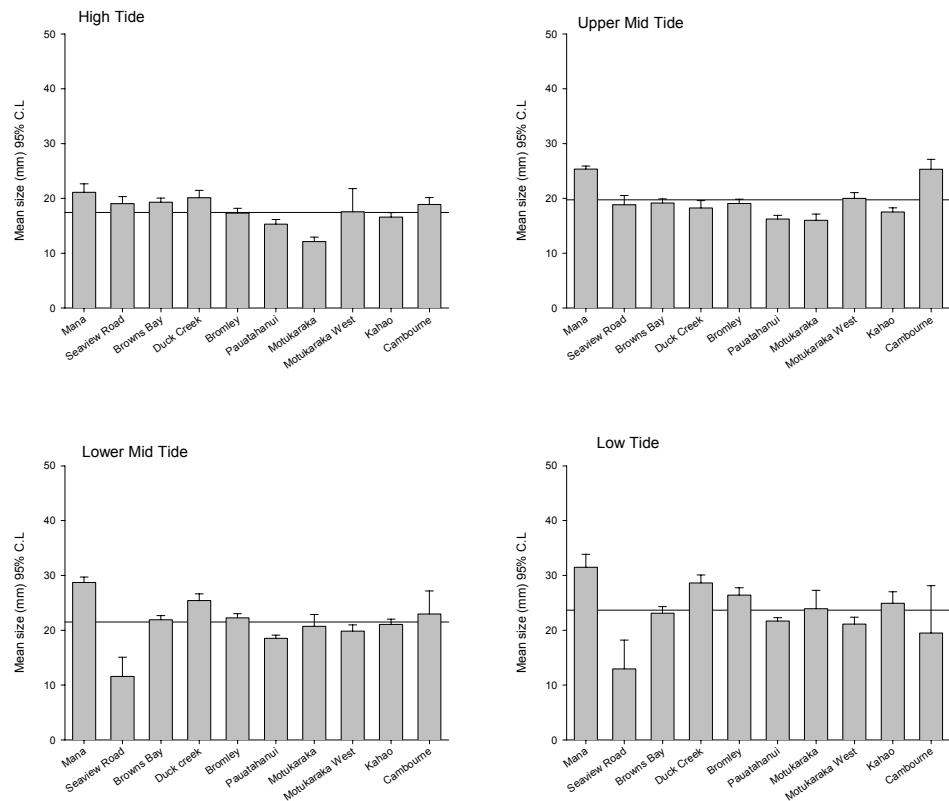 High Tide
Mean size (mm) 95% C.L
50
40
30
20
10
0
Mana
Seaview Road
Browns Bay
Duck Creek
Bromley
Pauatahanui
Motukaraka
Motukaraka West
Kahao
Cambourne
Upper Mid Tide
Mean size (mm) 95% C.L
50
40
30
20
10
0
Mana
Seaview Road
Browns Bay
Duck Creek
Bromley
Pauatahanui
Motukaraka
Motukaraka West
Kahao
Cambourne
Lower Mid Tide
Mean size (mm) 95% C.L
50
40
30
20
10
0
Mana
Seaview Road
Browns Bay
Duck creek
Bromley
Pauatahanui
Motukaraka
Motukaraka West
Kahao
Cambourne
Low Tide
Mean size (mm) 95% C.L
50
40
30
20
10
0
Mana
Seaview Road
Browns Bay
Duck Creek
Bromley
Pauatahanui
Motukaraka
Motukaraka West
Kahao
Cambourne